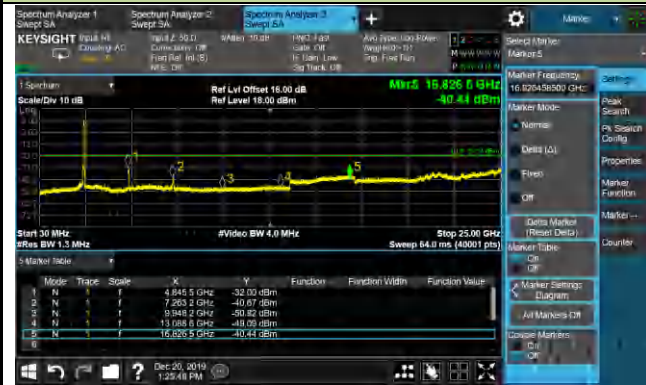 Spectrum Analyzer 1
Swept SA
Spectrum Analyzer 2
Swept SA
Spectrum Analyzer 3
Swept SA
+
Marker
KEYSIGHT
Input Z: 50 Ω
#Atten: 10 dB
PNO: Fast
Avg Type: Log-Power
Coupling: AC
Corrections: Off
Gate: Off
Freq Ref: Int (S)
IF Gain: Low
Trig: Free Run
NFE: Off
Sig Track: Off
Select Marker
Marker 5
1 Spectrum
Scale/Div 10 dB
Ref Lvl Offset 16.00 dB
Ref Level 18.00 dBm
Mkr5 16.826 5 GHz
-40.44 dBm
Marker Frequency
16.826458500 GHz
Settings
Peak Search
Pk Search Config
Properties
Marker Function
Marker→
Counter
Marker Mode
Normal
Delta (Δ)
Fixed
Off
Delta Marker
(Reset Delta)
Marker Table
On
Off
Marker Settings Diagram
All Markers Off
Couple Markers
On
Off
1
2
3
4
5
Start 30 MHz
#Res BW 1.3 MHz
#Video BW 4.0 MHz
Stop 25.00 GHz
Sweep 64.0 ms (40001 pts)
5 Marker Table
Mode Trace Scale X Y Function Function Width Function Value
1 N 1 f 4.845 5 GHz -32.00 dBm
2 N 1 f 7.263 2 GHz -40.67 dBm
3 N 1 f 9.948 2 GHz -50.82 dBm
4 N 1 f 13.088 6 GHz -49.09 dBm
5 N 1 f 16.826 5 GHz -40.44 dBm
6
?
Dec 20, 2019
1:25:48 PM